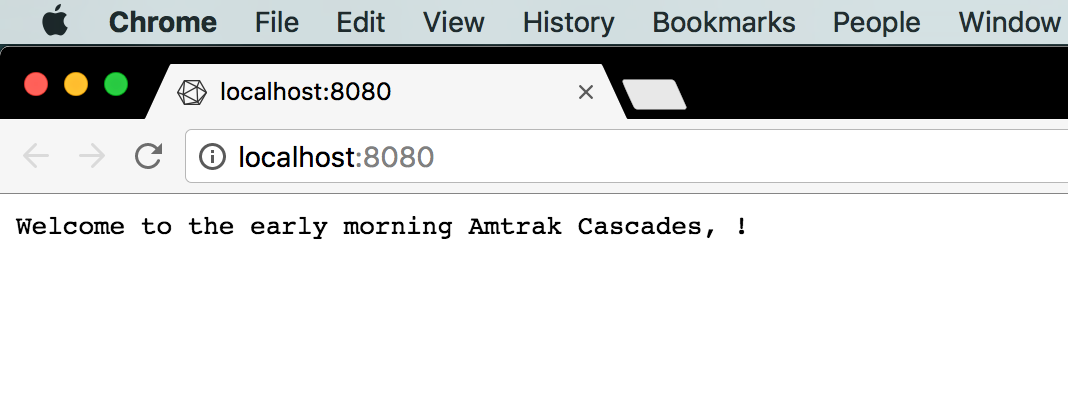 Chrome File Edit View History Bookmarks People Window
localhost:8080
localhost:8080
Welcome to the early morning Amtrak Cascades, !